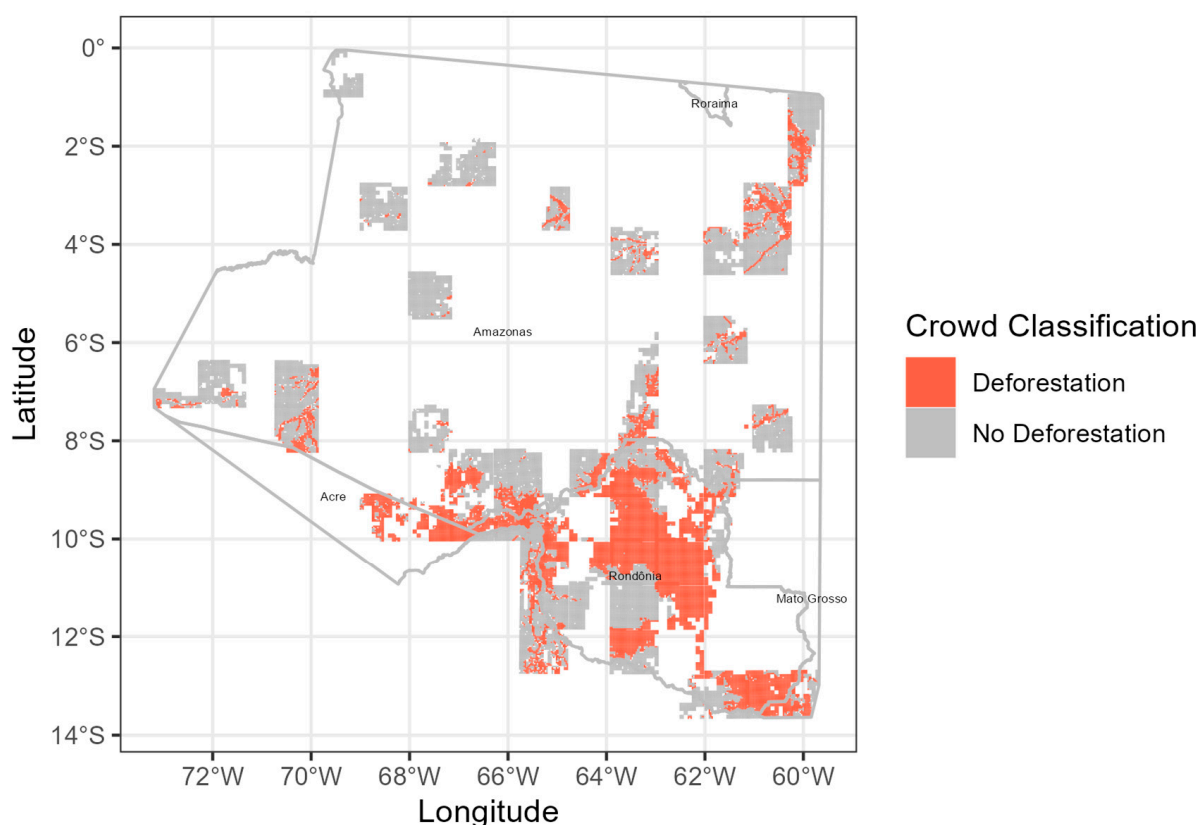 0°
2°S
4°S
6°S
8°S
10°S
12°S
14°S
Latitude
Roraima
Amazonas
Acre
Rondônia
Mato Grosso
72°W 70°W 68°W 66°W 64°W 62°W 60°W
Longitude
Crowd Classification
Deforestation
No Deforestation